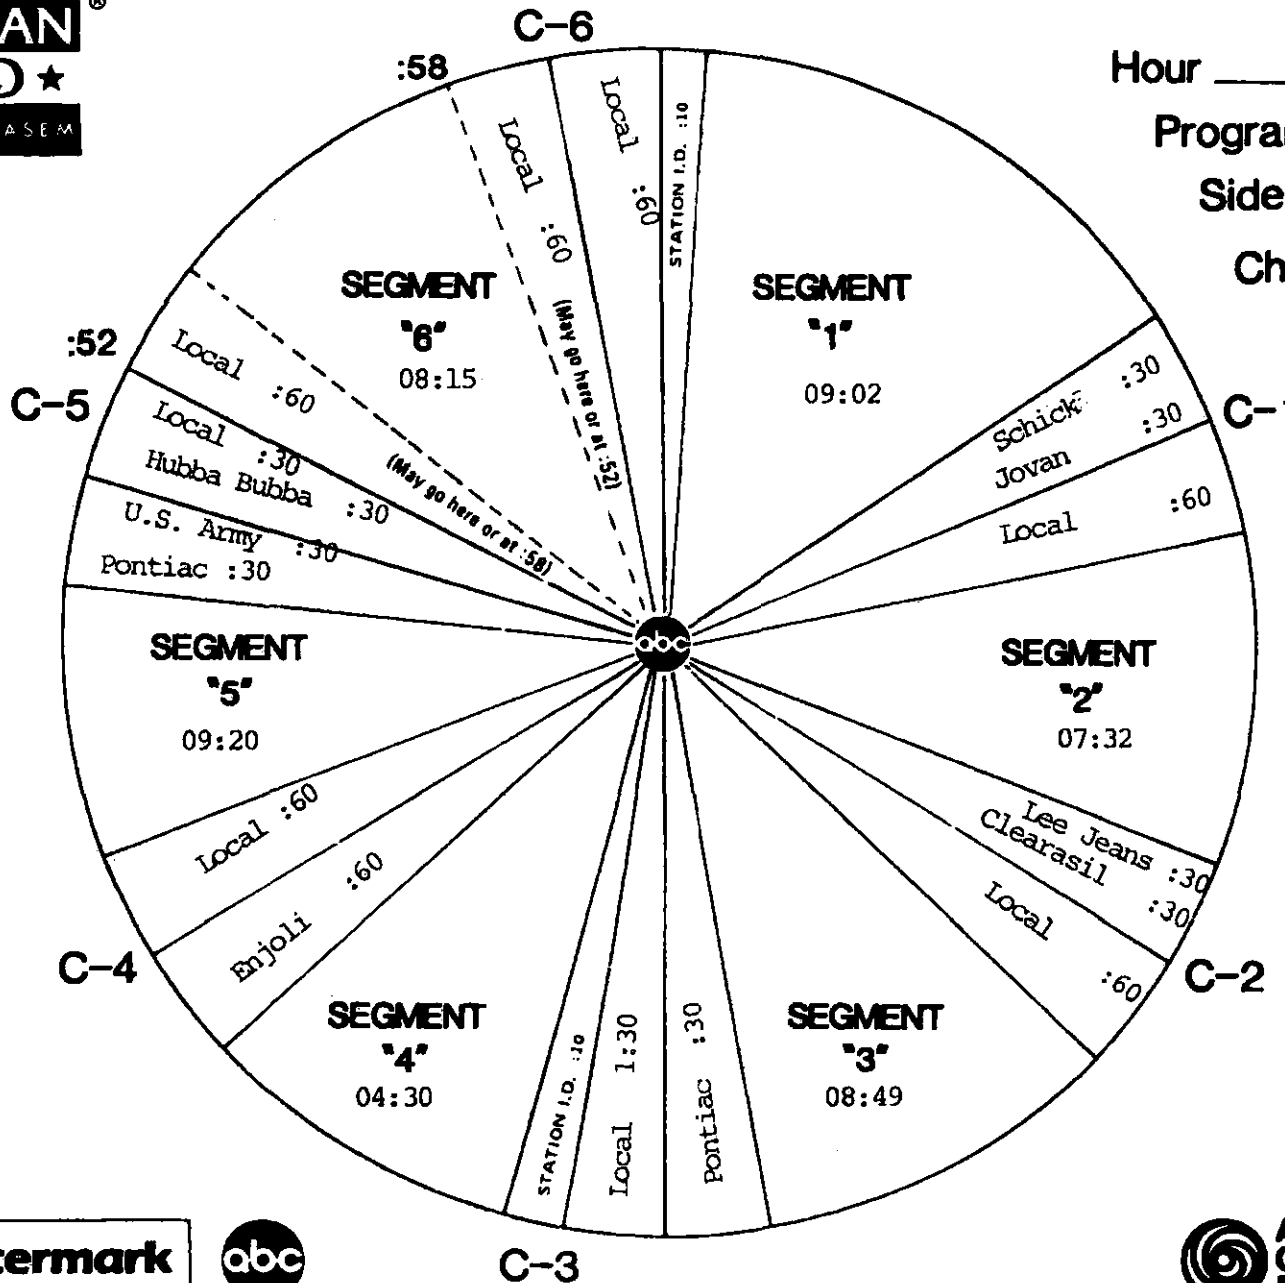 AN
®
ASEM
Hour
Side
C-6
:58
:52
C-5
C-4
C-3
C-2
Local :60
STATION I.D. :10
SEGMENT
"1"
09:02
Schick :30
Jovan :30
Local :60
SEGMENT
"2"
07:32
Lee Jeans :30
Clearasil :30
Local :60
SEGMENT
"3"
08:49
Pontiac :30
Local 1:30
STATION I.D. :10
SEGMENT
"4"
04:30
Enjoli :60
Local :60
SEGMENT
"5"
09:20
Pontiac :30
U.S. Army :30
Hubba Bubba :30
Local :30
Local :60
(May go here or at :58)
SEGMENT
"6"
08:15
Local :60
(May go here or at :52)
abc
termark
abc